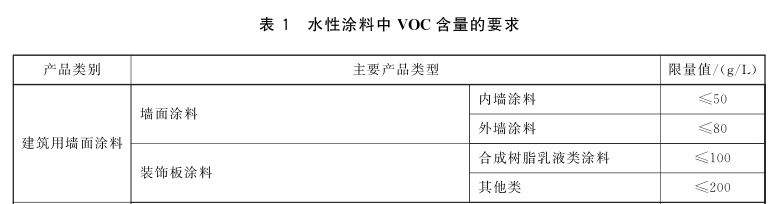 表 1 水性涂料中 VOC 含量的要求
产品类别 主要产品类型 限量值/(g/L)
建筑用墙面涂料 墙面涂料 内墙涂料 ≤50
外墙涂料 ≤80
装饰板涂料 合成树脂乳液类涂料 ≤100
其他类 ≤200